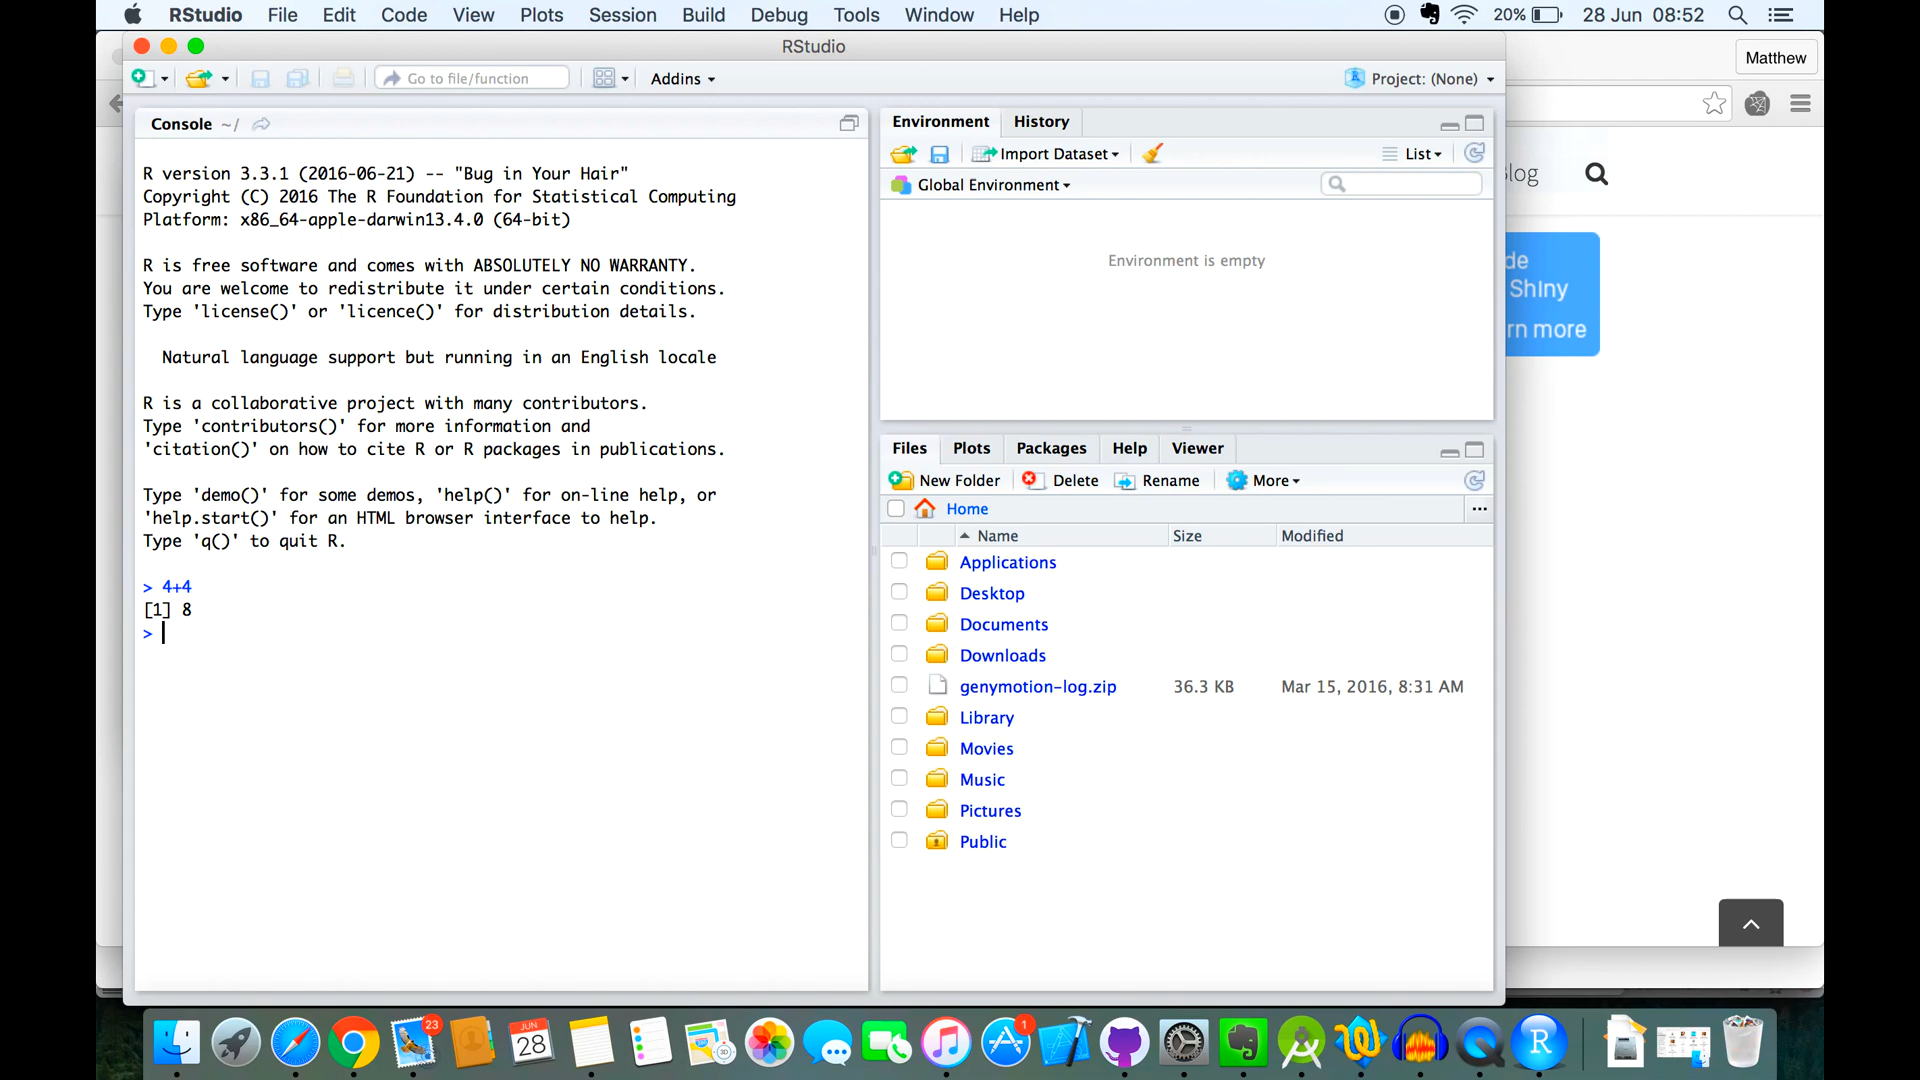 RStudio File Edit Code View Plots Session Build Debug Tools Window Help
20% 28 Jun 08:52
RStudio
Matthew
Go to file/function
Addins
Project: (None)
Console ~/
R version 3.3.1 (2016-06-21) -- "Bug in Your Hair"
Copyright (C) 2016 The R Foundation for Statistical Computing
Platform: x86_64-apple-darwin13.4.0 (64-bit)
R is free software and comes with ABSOLUTELY NO WARRANTY.
You are welcome to redistribute it under certain conditions.
Type 'license()' or 'licence()' for distribution details.
Natural language support but running in an English locale
R is a collaborative project with many contributors.
Type 'contributors()' for more information and
'citation()' on how to cite R or R packages in publications.
Type 'demo()' for some demos, 'help()' for on-line help, or
'help.start()' for an HTML browser interface to help.
Type 'q()' to quit R.
> 4+4
[1] 8
>
Environment History
Import Dataset
List
Global Environment
Environment is empty
Files Plots Packages Help Viewer
New Folder Delete Rename More
Home
...
Name Size Modified
Applications
Desktop
Documents
Downloads
genymotion-log.zip 36.3 KB Mar 15, 2016, 8:31 AM
Library
Movies
Music
Pictures
Public
log
de
Shiny
rn more
23
JUN
28
3D
1
R